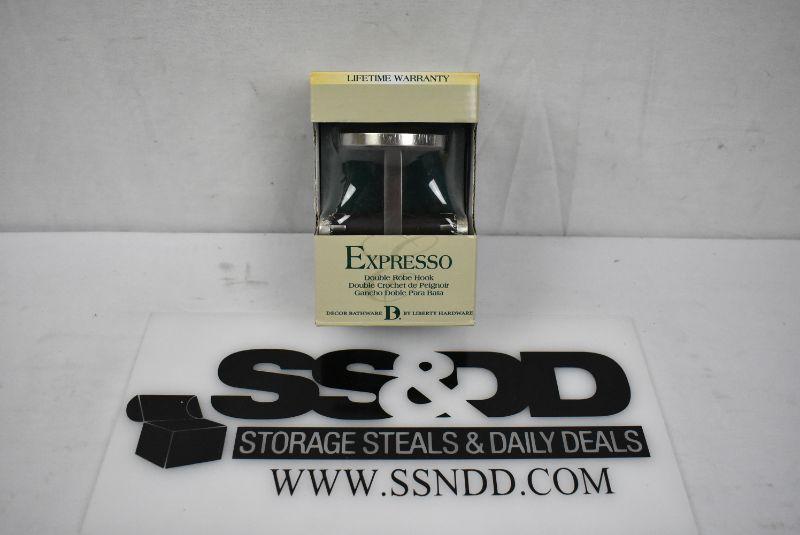 LIFETIME WARRANTY
EXPRESSO
Double Robe Hook
Double Crochet de Peignoir
Gancho Doble Para Bata
DECOR BATHWARE D. BY LIBERTY HARDWARE
SS&DD
STORAGE STEALS & DAILY DEALS
WWW.SSNDD.COM